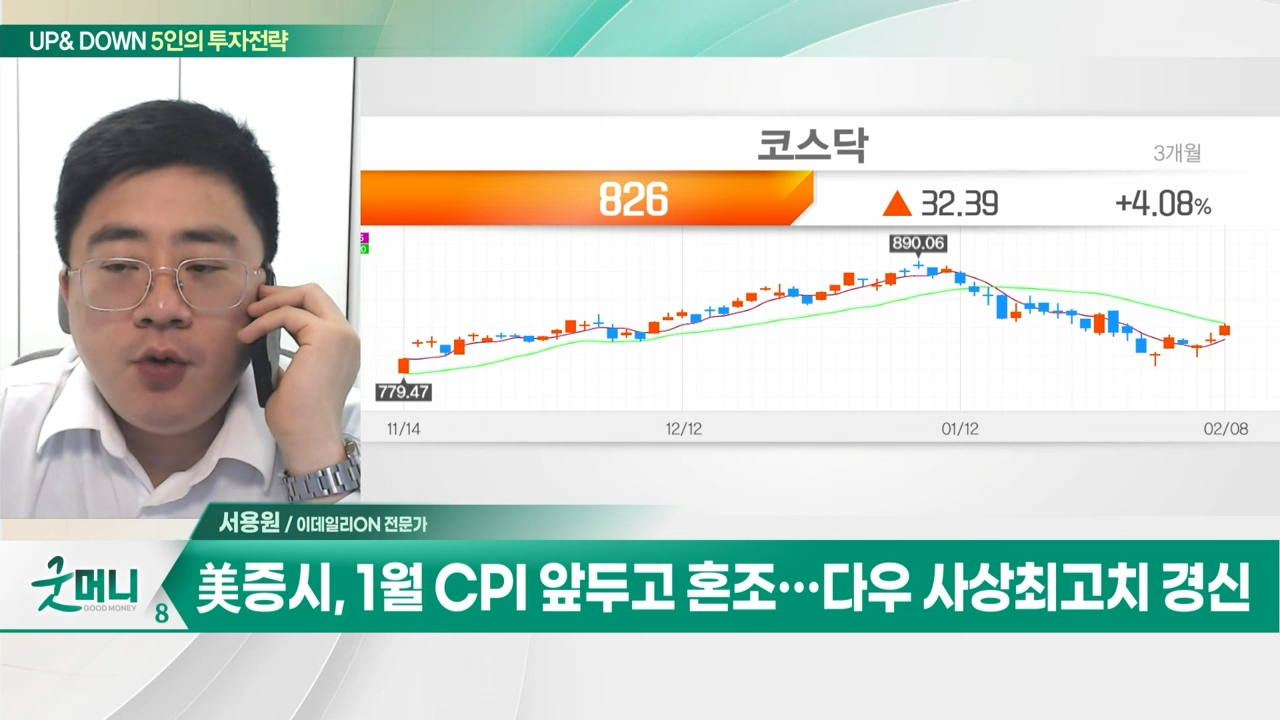 UP& DOWN 5인의 투자전략
코스닥
3개월
826 ▲ 32.39 +4.08%
890.06
779.47
11/14 12/12 01/12 02/08
서용원 / 이데일리ON 전문가
굿머니
GOOD MONEY
8
美증시, 1월 CPI 앞두고 혼조…다우 사상최고치 경신